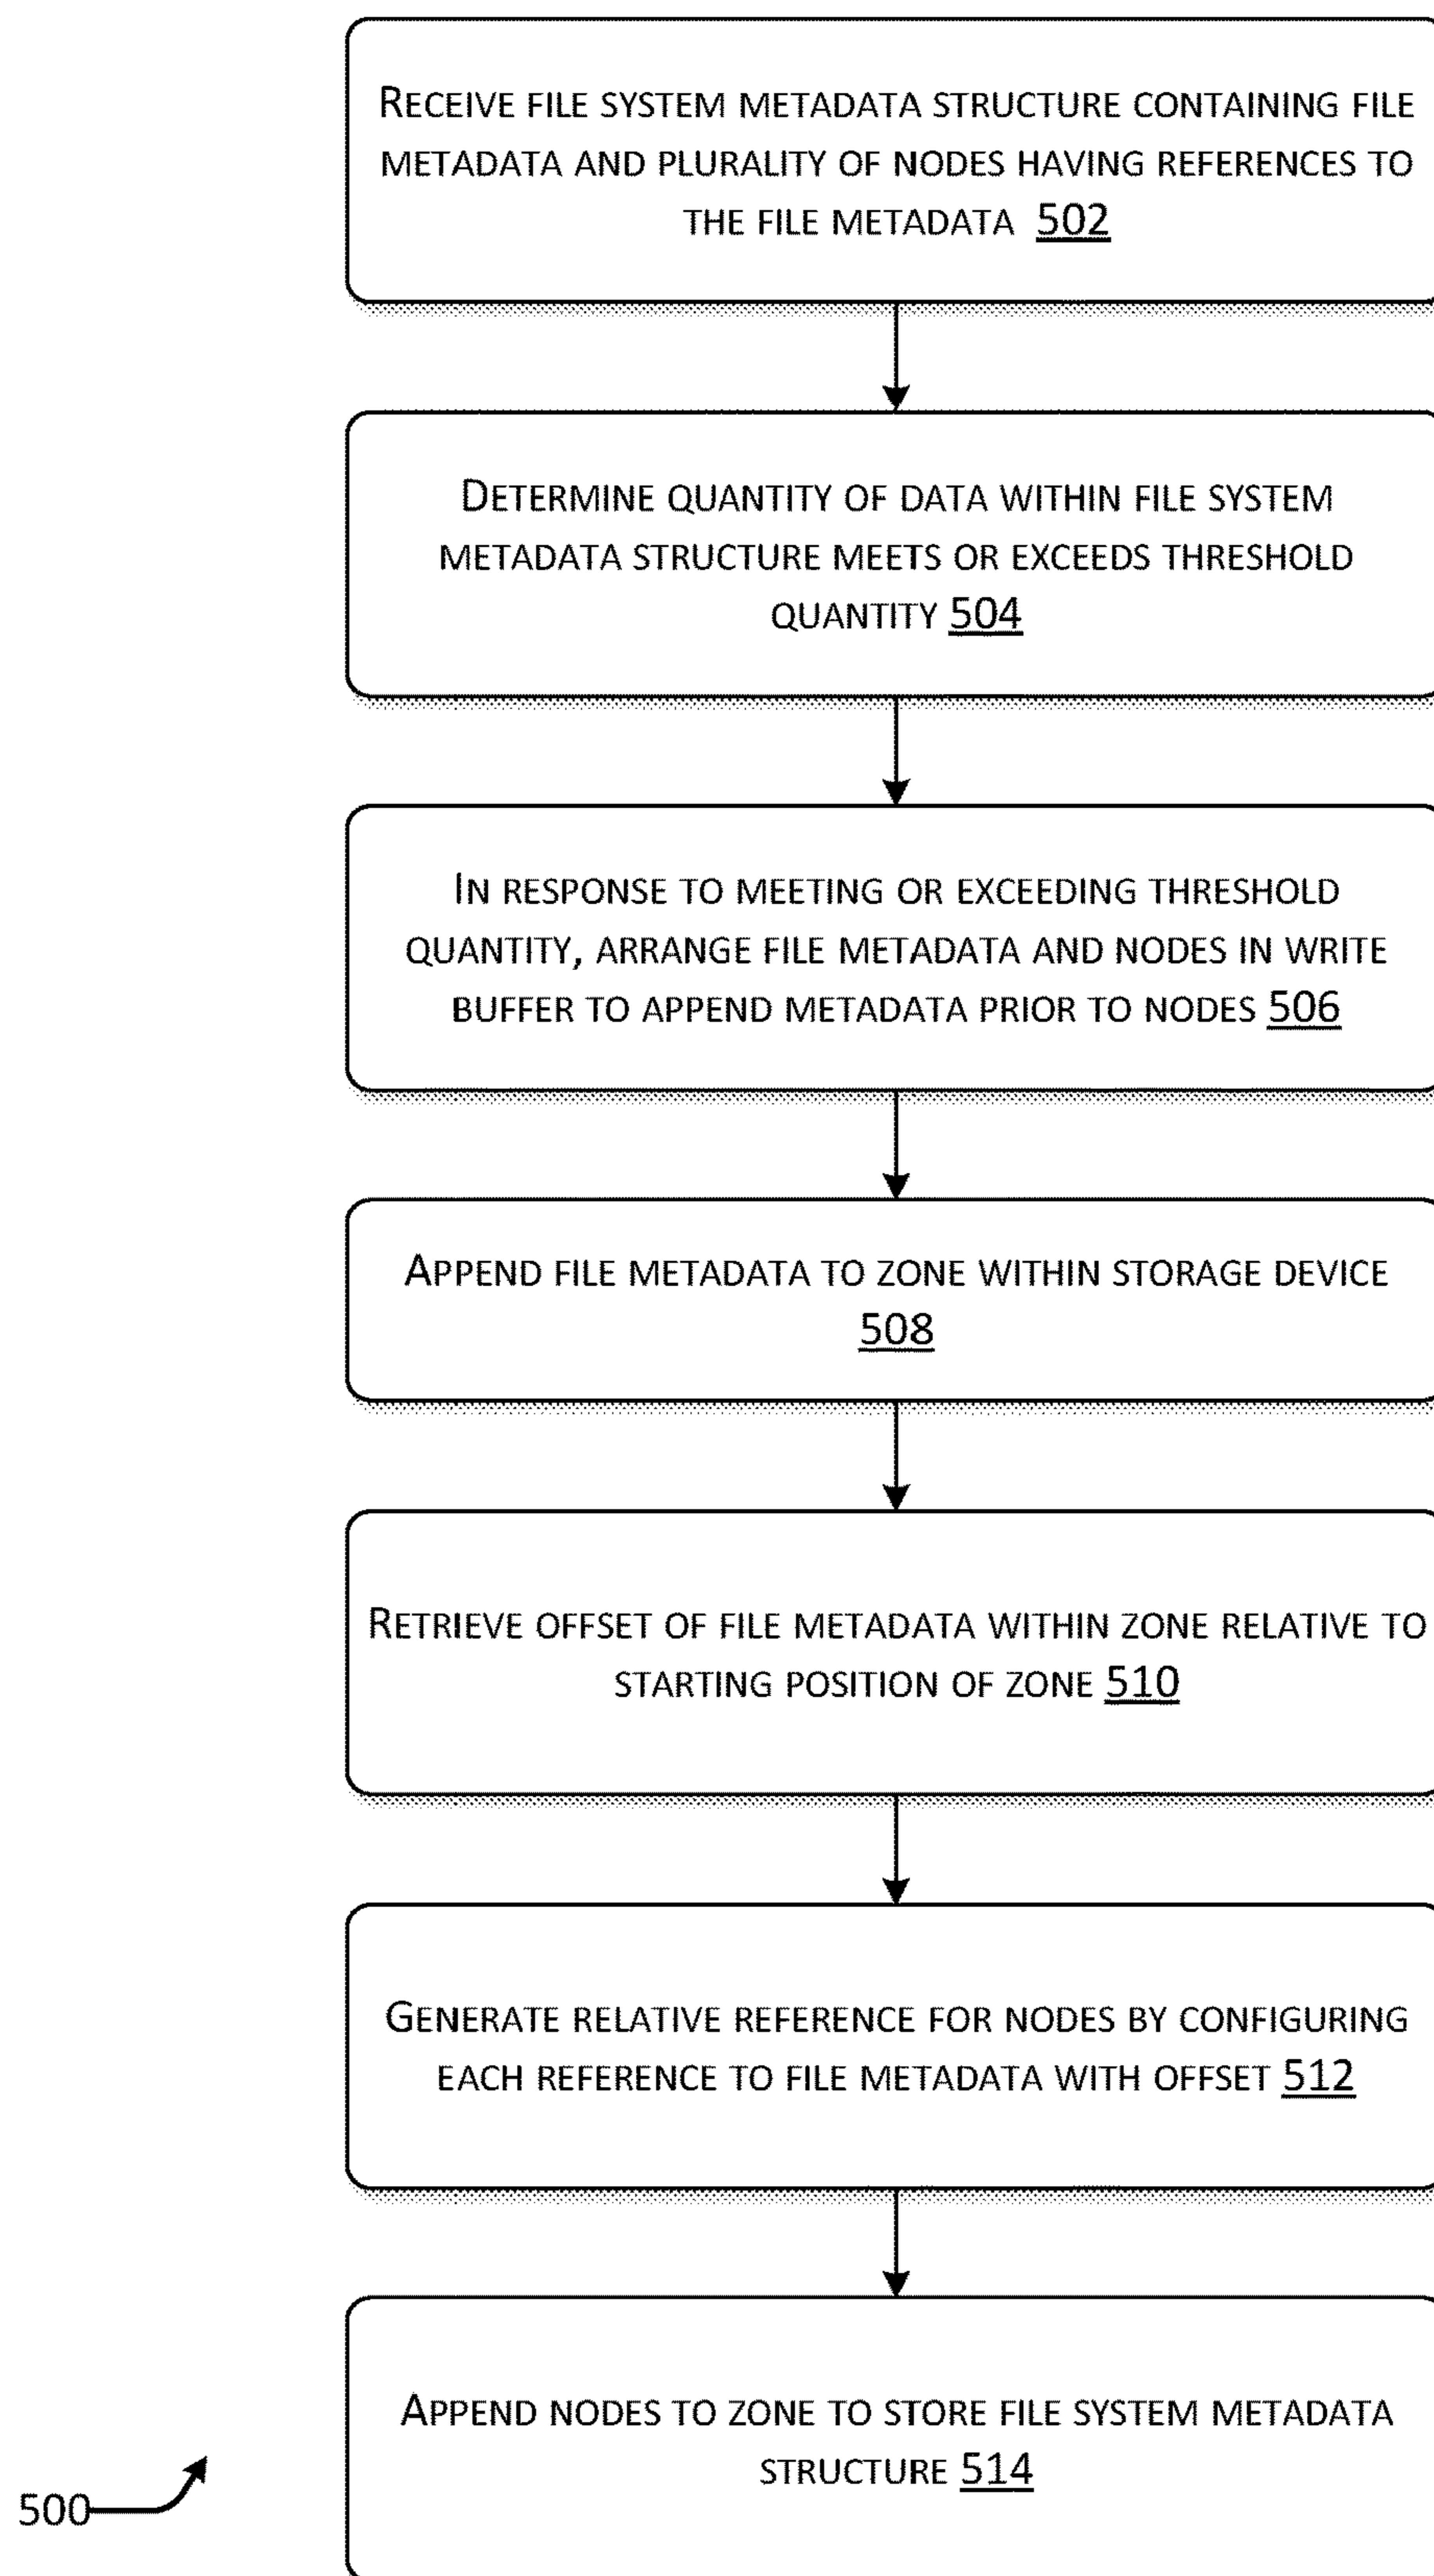 RECEIVE FILE SYSTEM METADATA STRUCTURE CONTAINING FILE
METADATA AND PLURALITY OF NODES HAVING REFERENCES TO
THE FILE METADATA 502
DETERMINE QUANTITY OF DATA WITHIN FILE SYSTEM
METADATA STRUCTURE MEETS OR EXCEEDS THRESHOLD
QUANTITY 504
IN RESPONSE TO MEETING OR EXCEEDING THRESHOLD
QUANTITY, ARRANGE FILE METADATA AND NODES IN WRITE
BUFFER TO APPEND METADATA PRIOR TO NODES 506
APPEND FILE METADATA TO ZONE WITHIN STORAGE DEVICE
508
RETRIEVE OFFSET OF FILE METADATA WITHIN ZONE RELATIVE TO
STARTING POSITION OF ZONE 510
GENERATE RELATIVE REFERENCE FOR NODES BY CONFIGURING
EACH REFERENCE TO FILE METADATA WITH OFFSET 512
APPEND NODES TO ZONE TO STORE FILE SYSTEM METADATA
STRUCTURE 514
500